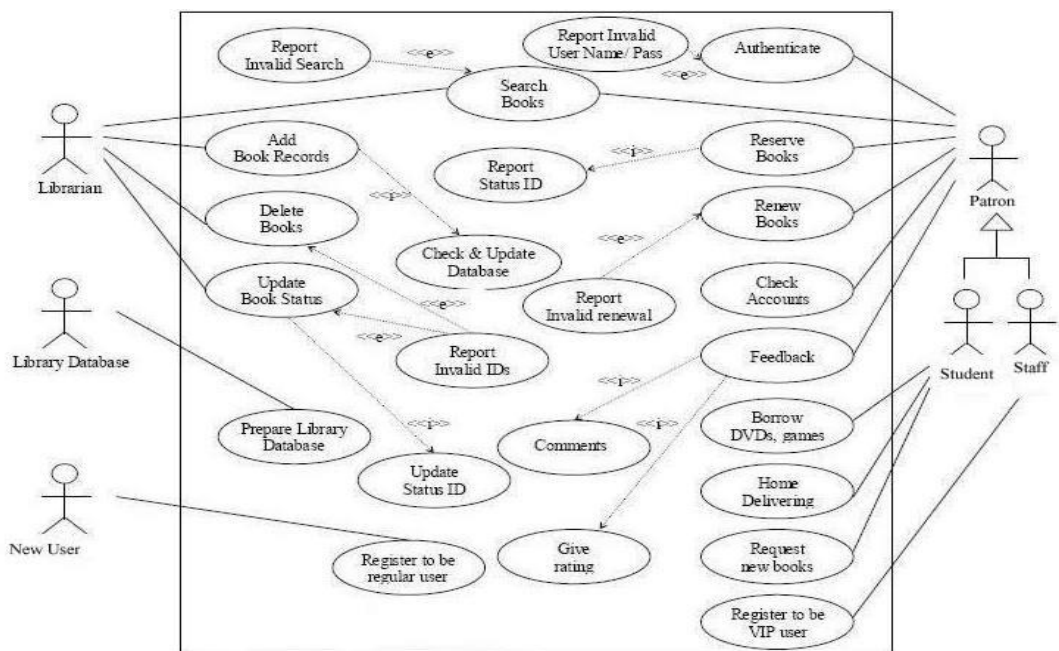 Report
Invalid Search
<<e>>
Report Invalid
User Name/ Pass
<<e>>
Authenticate
Search
Books
Librarian
Add
Book Records
<<i>>
Report
Status ID
<<i>>
Reserve
Books
Patron
Delete
Books
Renew
Books
<<e>>
Check & Update
Database
Update
Book Status
<<e>>
<<e>>
Report
Invalid renewal
Check
Accounts
Library Database
Report
Invalid IDs
Feedback
Student
Staff
<<i>>
<<i>>
<<i>>
Prepare Library
Database
Comments
Borrow
DVDs, games
Update
Status ID
Home
Delivering
New User
Register to be
regular user
Give
rating
Request
new books
Register to be
VIP user